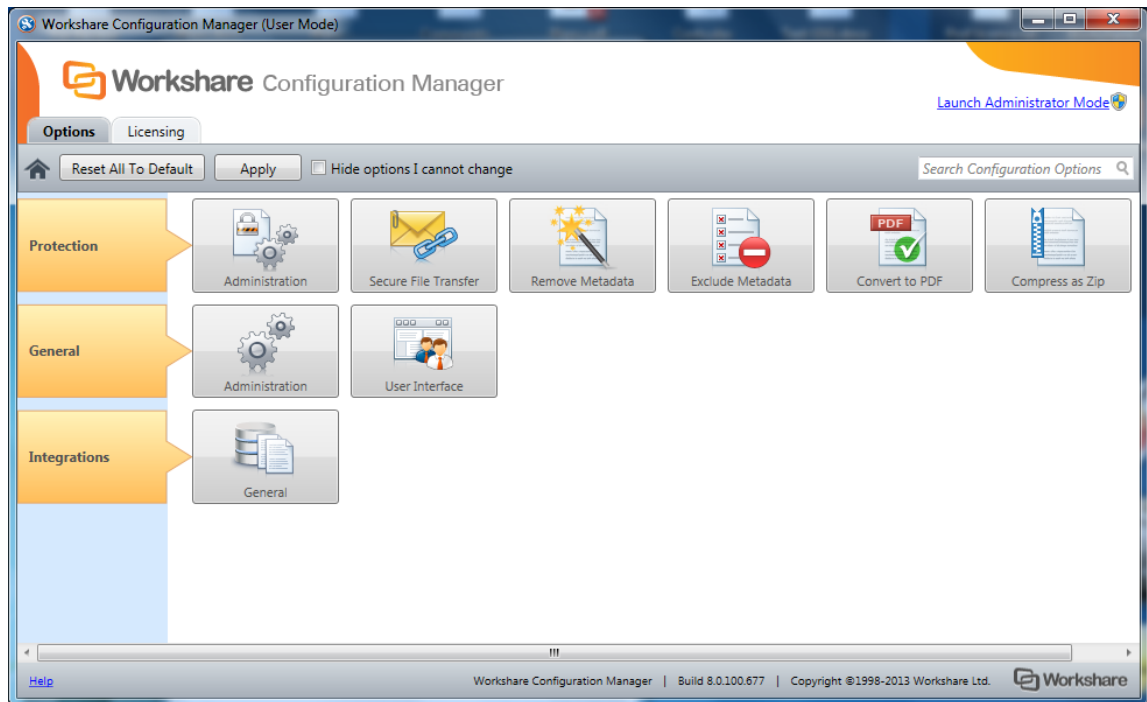 Workshare Configuration Manager (User Mode)
Workshare Configuration Manager
Launch Administrator Mode
Options
Licensing
Reset All To Default
Apply
Hide options I cannot change
Search Configuration Options
Protection
Administration
Secure File Transfer
Remove Metadata
Exclude Metadata
PDF
Convert to PDF
Compress as Zip
General
Administration
User Interface
Integrations
General
Help
Workshare Configuration Manager | Build 8.0.100.677 | Copyright ©1998-2013 Workshare Ltd.
Workshare